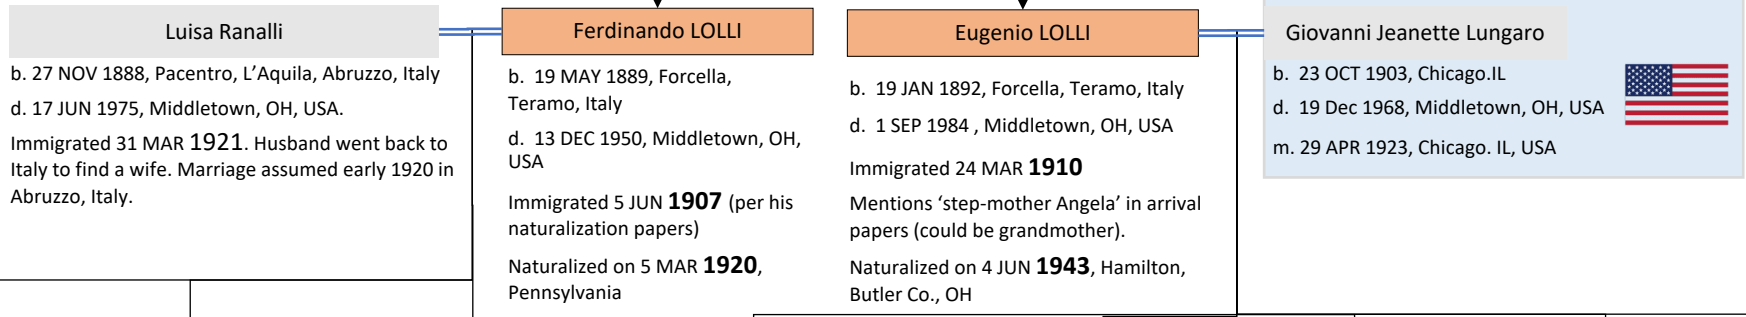 Luisa Ranalli
b. 27 NOV 1888, Pacentro, L’Aquila, Abruzzo, Italy
d. 17 JUN 1975, Middletown, OH, USA.
Immigrated 31 MAR 1921. Husband went back to
Italy to find a wife. Marriage assumed early 1920 in
Abruzzo, Italy.
Ferdinando LOLLI
b. 19 MAY 1889, Forcella,
Teramo, Italy
d. 13 DEC 1950, Middletown, OH,
USA
Immigrated 5 JUN 1907 (per his
naturalization papers)
Naturalized on 5 MAR 1920,
Pennsylvania
Eugenio LOLLI
b. 19 JAN 1892, Forcella, Teramo, Italy
d. 1 SEP 1984 , Middletown, OH, USA
Immigrated 24 MAR 1910
Mentions ‘step-mother Angela’ in arrival
papers (could be grandmother).
Naturalized on 4 JUN 1943, Hamilton,
Butler Co., OH
Giovanni Jeanette Lungaro
b. 23 OCT 1903, Chicago.IL
d. 19 Dec 1968, Middletown, OH, USA
m. 29 APR 1923, Chicago. IL, USA